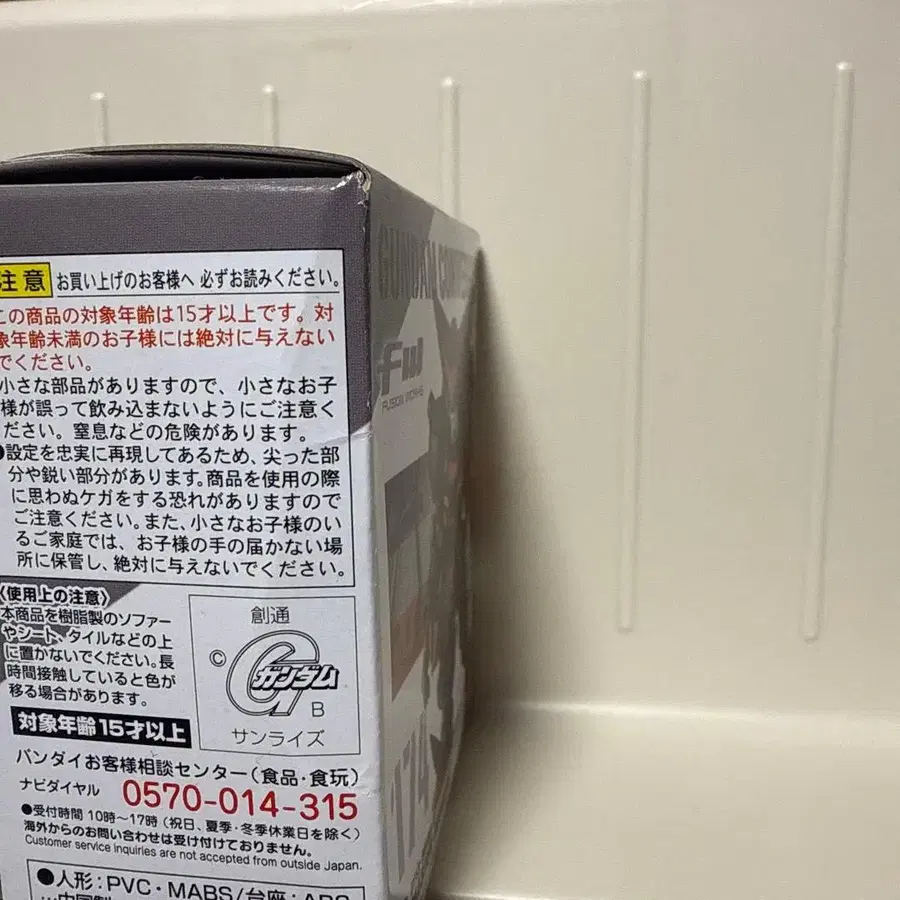 注意 お買い上げのお客様へ 必ずお読みください。
この商品の対象年齢は15才以上です。対
象年齢未満のお子様には絶対に与えない
でください。
小さな部品がありますので、小さなお子
様が誤って飲み込まないようにご注意く
ださい。窒息などの危険があります。
●設定を忠実に再現してあるため、尖った部
分や鋭い部分があります。商品を使用の際
に思わぬケガをする恐れがありますので
ご注意ください。また、小さなお子様のい
るご家庭では、お子様の手の届かない場
所に保管し、絶対に与えないでください。
〈使用上の注意〉
本商品を樹脂製のソファー
やシート、タイルなどの上
に置かないでください。長
時間接触していると色が
移る場合があります。
対象年齢15才以上
創通
©
ガンダム
B
サンライズ
バンダイお客様相談センター(食品・食玩)
ナビダイヤル 0570-014-315
●受付時間 10時~17時(祝日、夏季・冬季休業日を除く)
海外からのお問い合わせは受け付けておりません。
Customer service inquiries are not accepted from outside Japan.
●人形:PVC・MABS/台座:ABS
中国製
GUNDAM
FW
FUSION WORKS